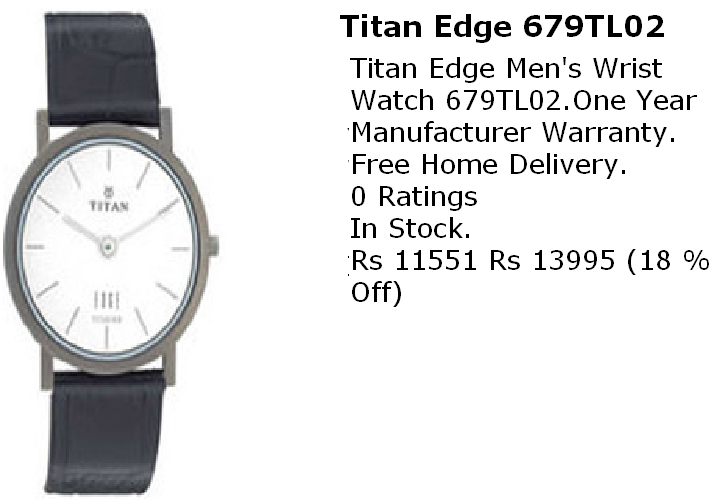 Titan Edge 679TL02
Titan Edge Men's Wrist
Watch 679TL02.One Year
Manufacturer Warranty.
Free Home Delivery.
0 Ratings
In Stock.
Rs 11551 Rs 13995 (18 %
Off)
TITAN
EDGE